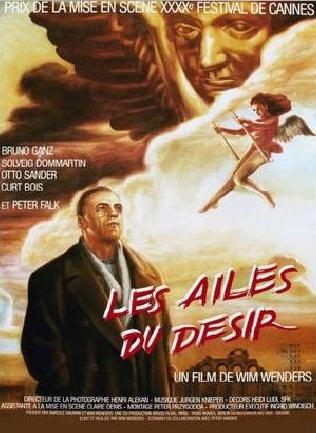 PRIX DE LA MISE EN SCÈNE XXXXe FESTIVAL DE CANNES
BRUNO GANZ
SOLVEIG DOMMARTIN
OTTO SANDER
CURT BOIS
ET PETER FALK
LES AILES
DU DESIR
UN FILM DE WIM WENDERS
DIRECTEUR DE LA PHOTOGRAPHIE HENRI ALEKAN - MUSIQUE JURGEN KNIEPER - DECORS HEIDI LUDI, SFK
ASSISTANTE A LA MISE EN SCENE CLAIRE DENIS - MONTAGE PETER PRZYGODDA - PRODUCTEUR EXECUTIF INGRID WINDISCH